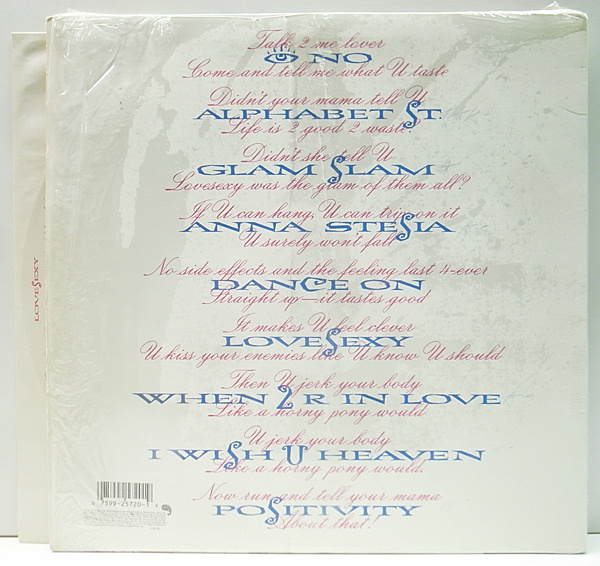 Talk 2 me lover
NO
Come and tell me what U taste
Didn't your mama tell U
ALPHABET ST.
Life is 2 good 2 waste.
Didn't she tell U
GLAM SLAM
Lovesexy was the glam of them all?
If U can hang, U can trip on it
ANNA STESIA
U surely won't fall
No side effects and the feeling last 4-ever
DANCE ON
Straight up—it tastes good
It makes U feel clever
LOVESEXY
U kiss your enemies like U know U should
Then U jerk your body
WHEN 2 R IN LOVE
Like a horny pony would
U jerk your body
I WISH U HEAVEN
Like a horny pony would.
Now run and tell your mama
POSITIVITY
About that!
LOVESEXY
7599-25720-1